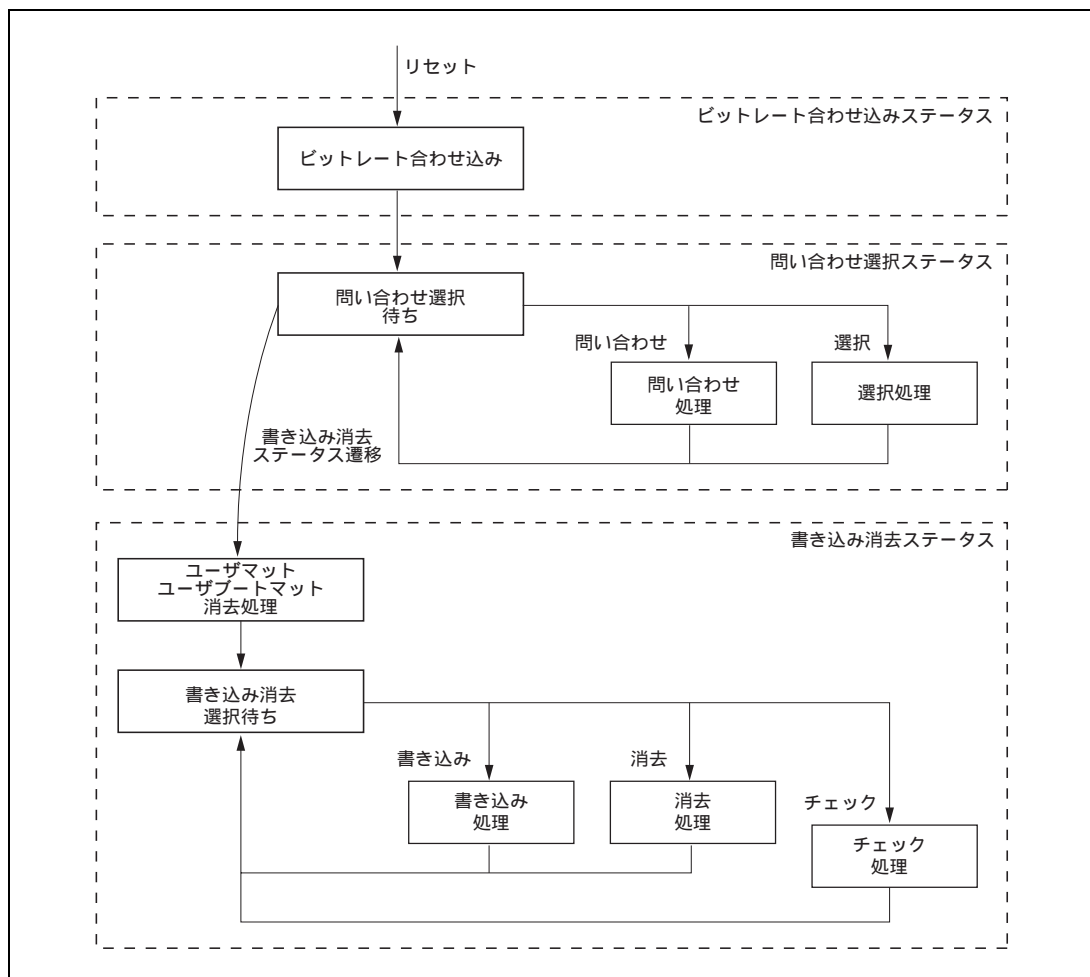 リセット
ビットレート合わせ込みステータス
ビットレート合わせ込み
問い合わせ選択ステータス
問い合わせ選択
待ち
問い合わせ
選択
問い合わせ
処理
選択処理
書き込み消去
ステータス遷移
書き込み消去ステータス
ユーザマット
ユーザブートマット
消去処理
書き込み消去
選択待ち
書き込み
消去
チェック
書き込み
処理
消去
処理
チェック
処理